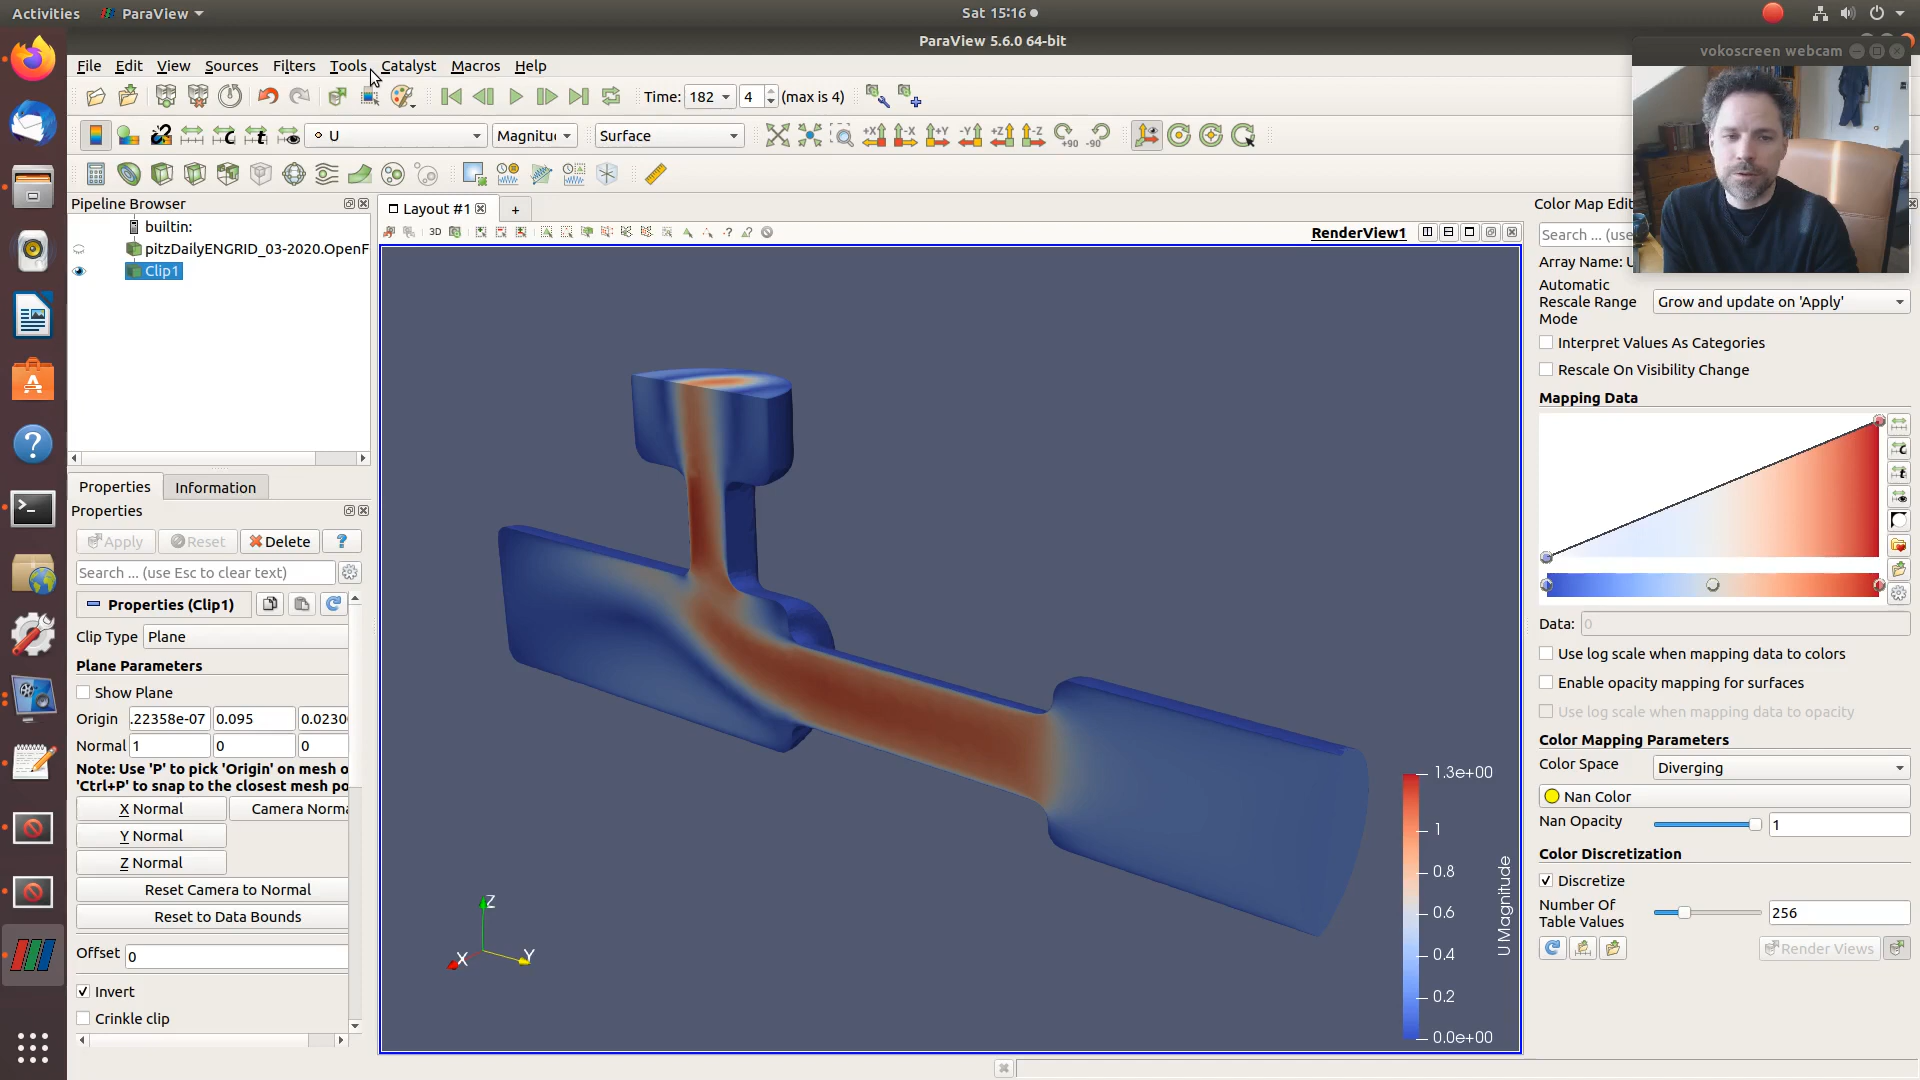 Activities ParaView Sat 15:16
ParaView 5.6.0 64-bit
vokoscreen webcam
File Edit View Sources Filters Tools Catalyst Macros Help
Time: 182 4 (max is 4)
U Magnitu Surface
+X -X +Y -Y +Z -Z +90 -90
Pipeline Browser
builtin:
pitzDailyENGRID_03-2020.OpenF
Clip1
Layout #1 +
3D
RenderView1
Properties Information
Properties
Apply Reset Delete ?
Search ... (use Esc to clear text)
Properties (Clip1)
Clip Type Plane
Plane Parameters
Show Plane
Origin .22358e-07 0.095 0.0230
Normal 1 0 0
Note: Use 'P' to pick 'Origin' on mesh o
'Ctrl+P' to snap to the closest mesh po
X Normal Camera Norma
Y Normal
Z Normal
Reset Camera to Normal
Reset to Data Bounds
Offset 0
Invert
Crinkle clip
Z
X
Y
1.3e+00
1
0.8
0.6
0.4
0.2
0.0e+00
U Magnitude
Color Map Edit
Search ... (use
Array Name: U
Automatic
Rescale Range
Mode
Grow and update on 'Apply'
Interpret Values As Categories
Rescale On Visibility Change
Mapping Data
Data: 0
Use log scale when mapping data to colors
Enable opacity mapping for surfaces
Use log scale when mapping data to opacity
Color Mapping Parameters
Color Space Diverging
Nan Color
Nan Opacity 1
Color Discretization
Discretize
Number Of
Table Values
256
Render Views